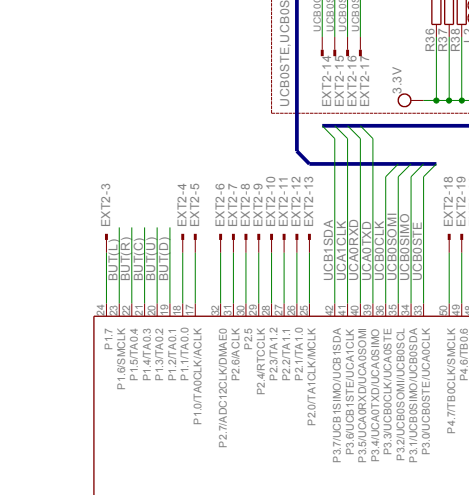 UCB0STE,UCB0S
UCB0
UCB0S
UCB0S
UCB0S
EXT2-14
EXT2-15
EXT2-16
EXT2-17
3.3V
R36
R37
R38
EXT2-3
EXT2-4
EXT2-5
EXT2-6
EXT2-7
EXT2-8
EXT2-9
EXT2-10
EXT2-11
EXT2-12
EXT2-13
EXT2-18
EXT2-19
BUT(L)
BUT(R)
BUT(C)
BUT(U)
BUT(D)
UCB1SDA
UCA1CLK
UCA0RXD
UCA0TXD
UCB0CLK
UCB0SOMI
UCB0SIMO
UCB0STE
24
23
22
21
20
19
18
17
32
31
30
29
28
27
26
25
42
41
40
39
36
35
34
33
50
49
48
P1.7
P1.6/SMCLK
P1.5/TA0.4
P1.4/TA0.3
P1.3/TA0.2
P1.2/TA0.1
P1.1/TA0.0
P1.0/TA0CLK/ACLK
P2.7/ADC12CLK/DMAE0
P2.6/ACLK
P2.5
P2.4/RTCCLK
P2.3/TA1.2
P2.2/TA1.1
P2.1/TA1.0
P2.0/TA1CLK/MCLK
P3.7/UCB1SIMO/UCB1SDA
P3.6/UCB1STE/UCA1CLK
P3.5/UCA0RXD/UCA0SOMI
P3.4/UCA0TXD/UCA0SIMO
P3.3/UCB0CLK/UCA0STE
P3.2/UCB0SOMI/UCB0SCL
P3.1/UCB0SIMO/UCB0SDA
P3.0/UCB0STE/UCA0CLK
P4.7/TB0CLK/SMCLK
P4.6/TB0.6